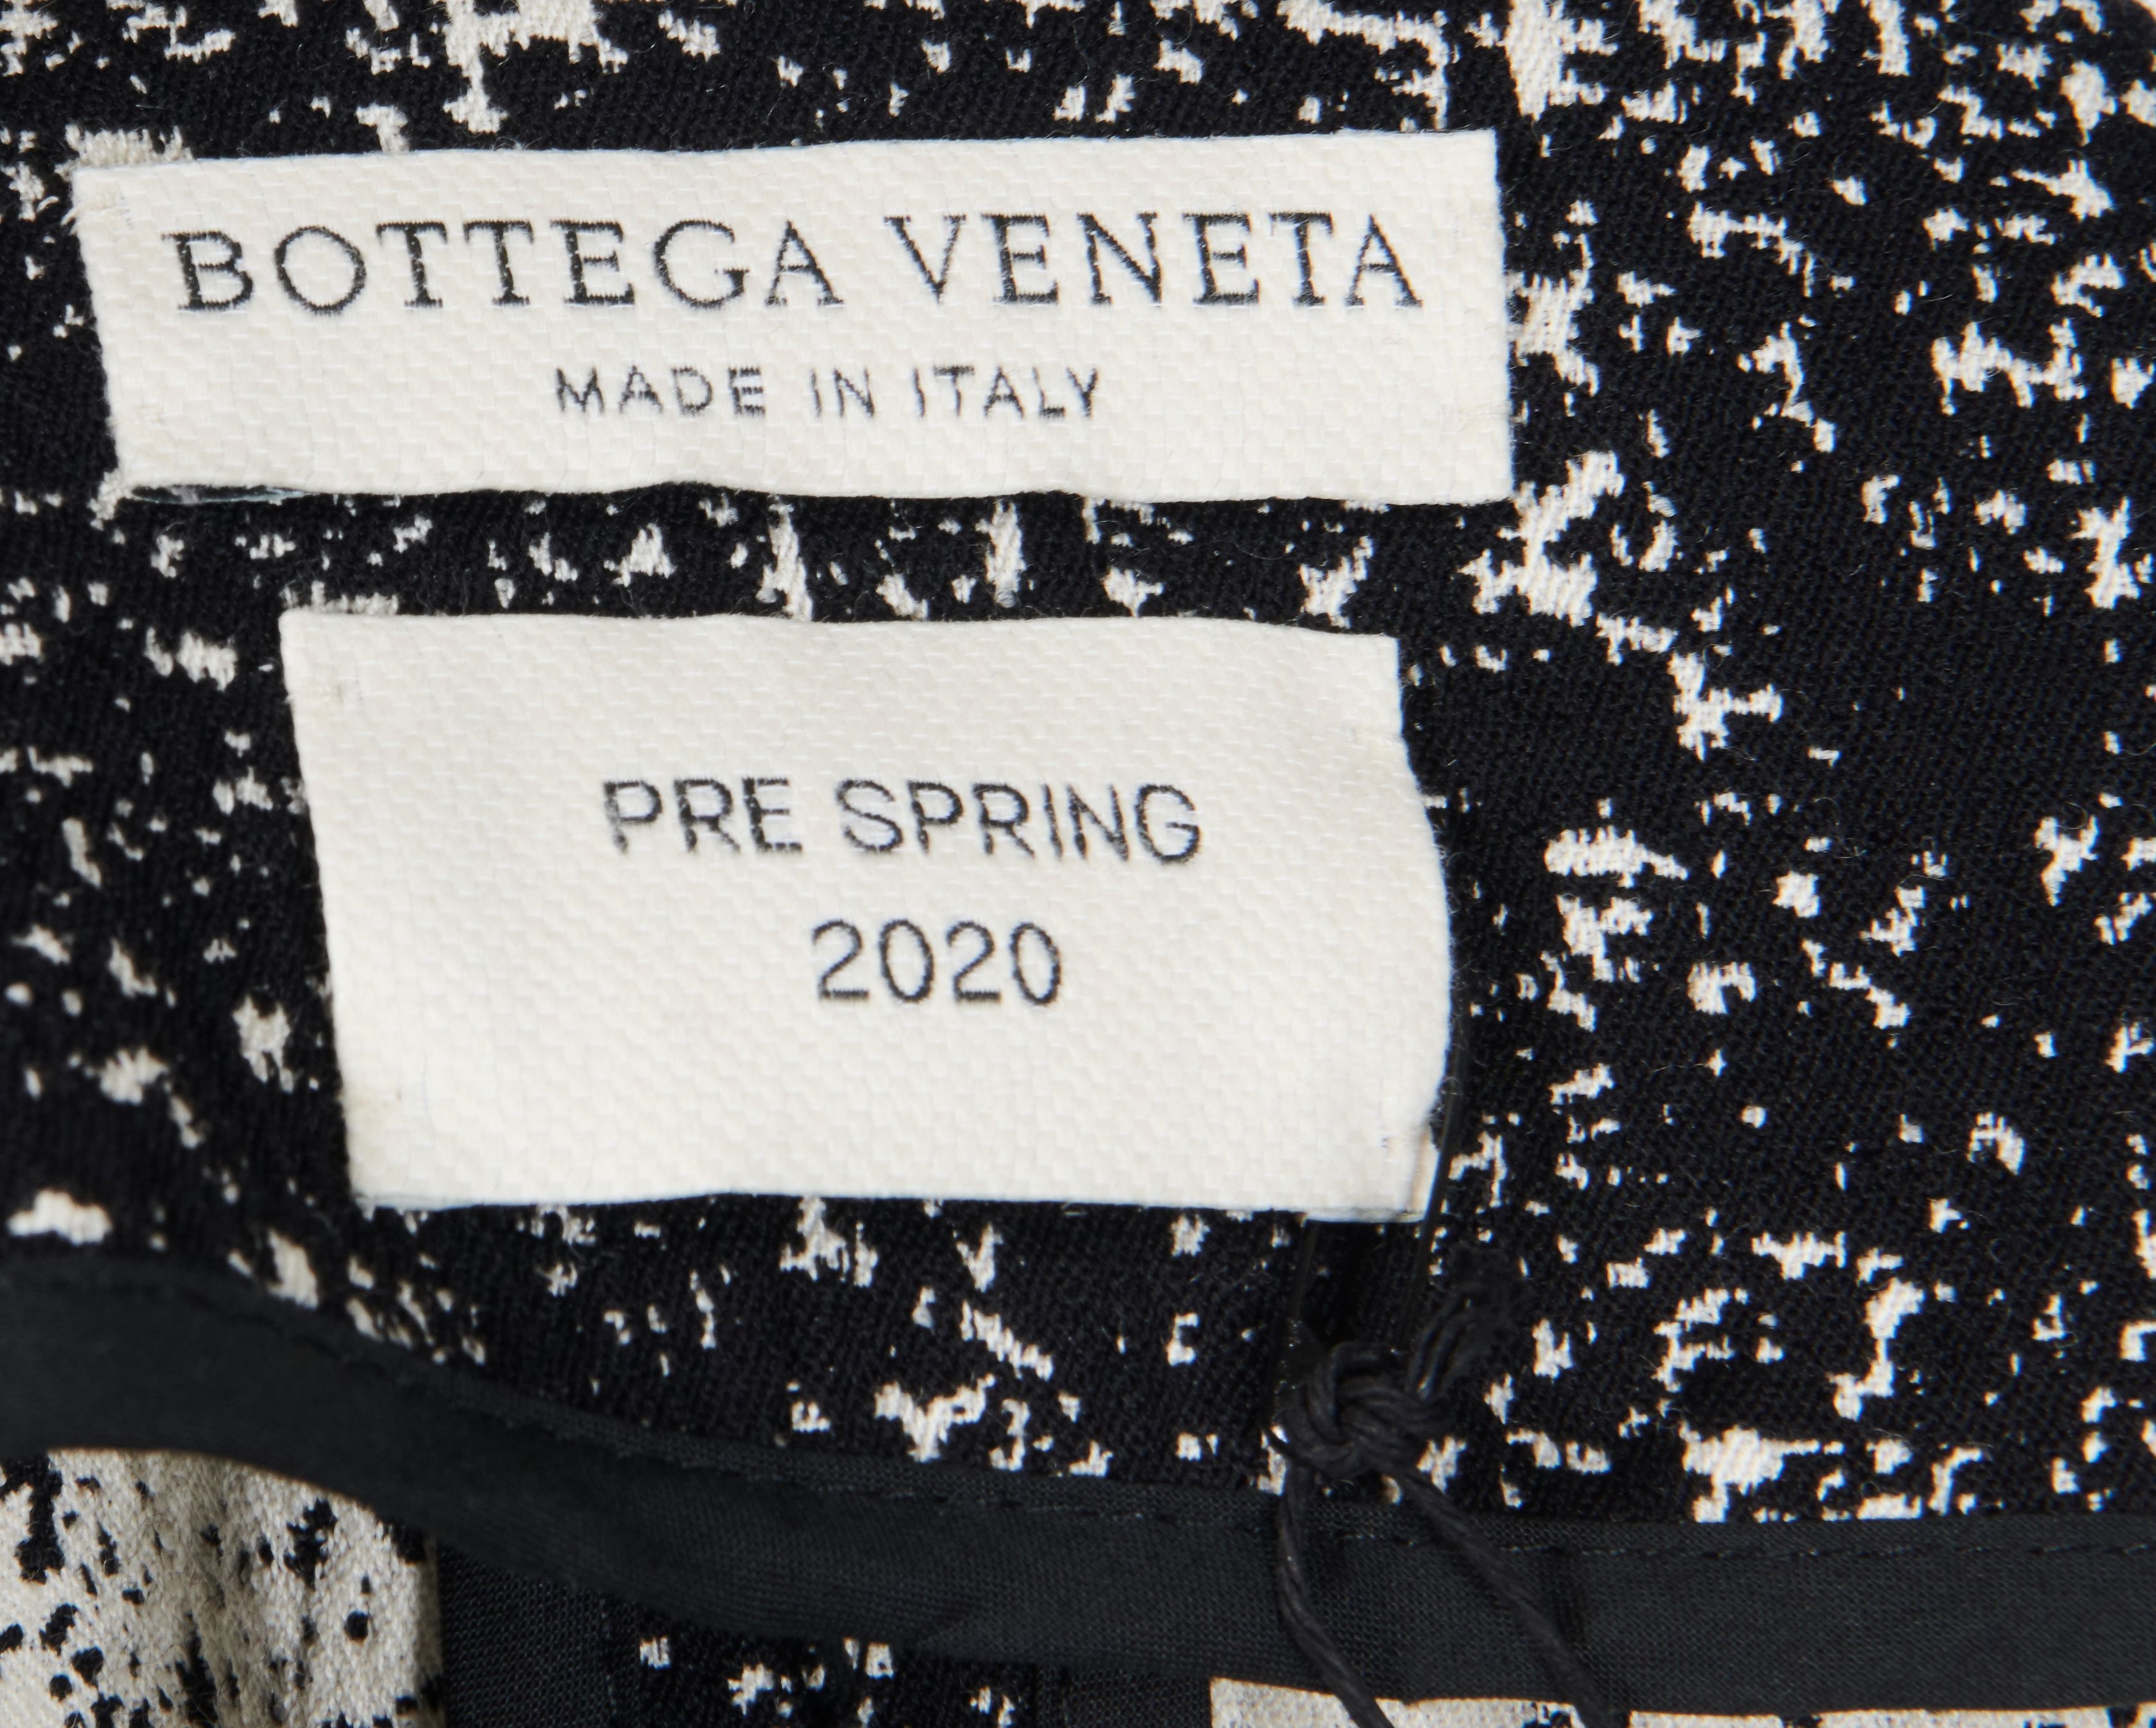 BOTTEGA VENETA
MADE IN ITALY
PRE SPRING
2020